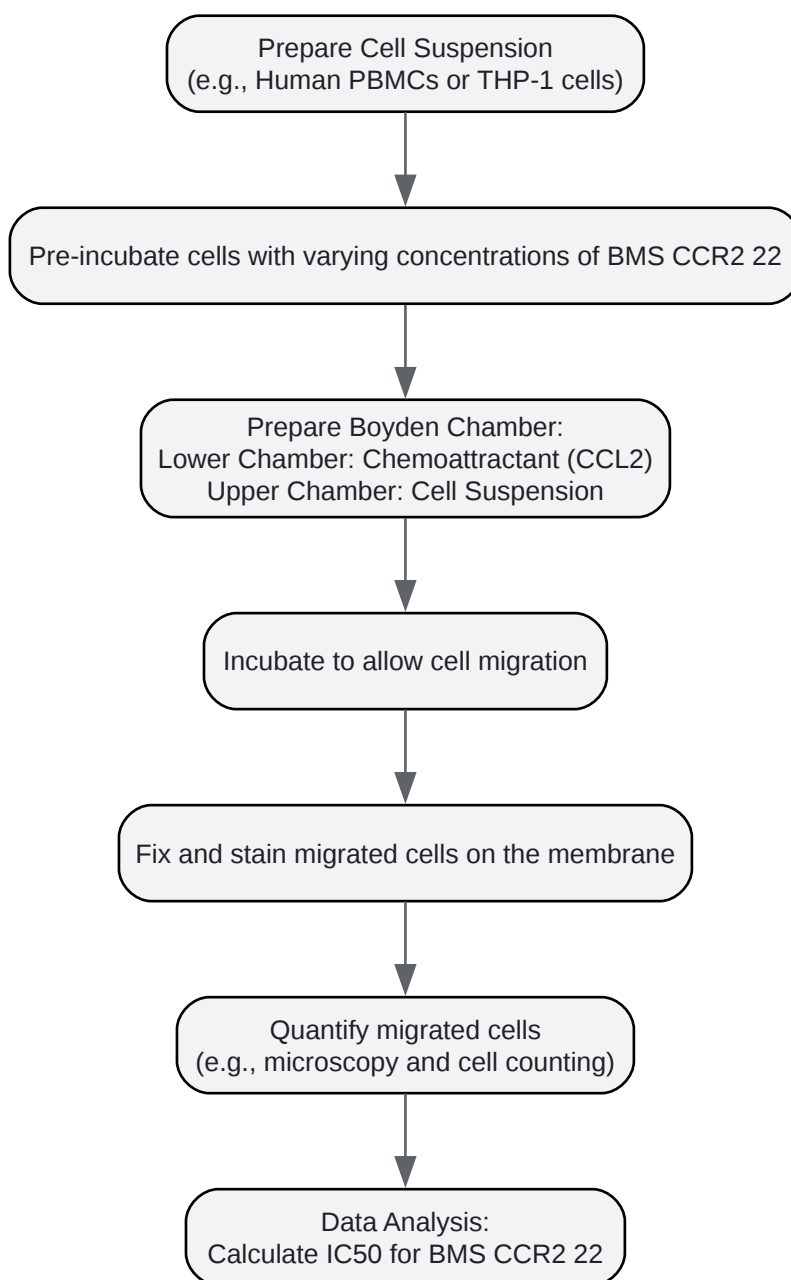 Prepare Cell Suspension
(e.g., Human PBMCs or THP-1 cells)
Pre-incubate cells with varying concentrations of BMS CCR2 22
Prepare Boyden Chamber:
Lower Chamber: Chemoattractant (CCL2)
Upper Chamber: Cell Suspension
Incubate to allow cell migration
Fix and stain migrated cells on the membrane
Quantify migrated cells
(e.g., microscopy and cell counting)
Data Analysis:
Calculate IC50 for BMS CCR2 22